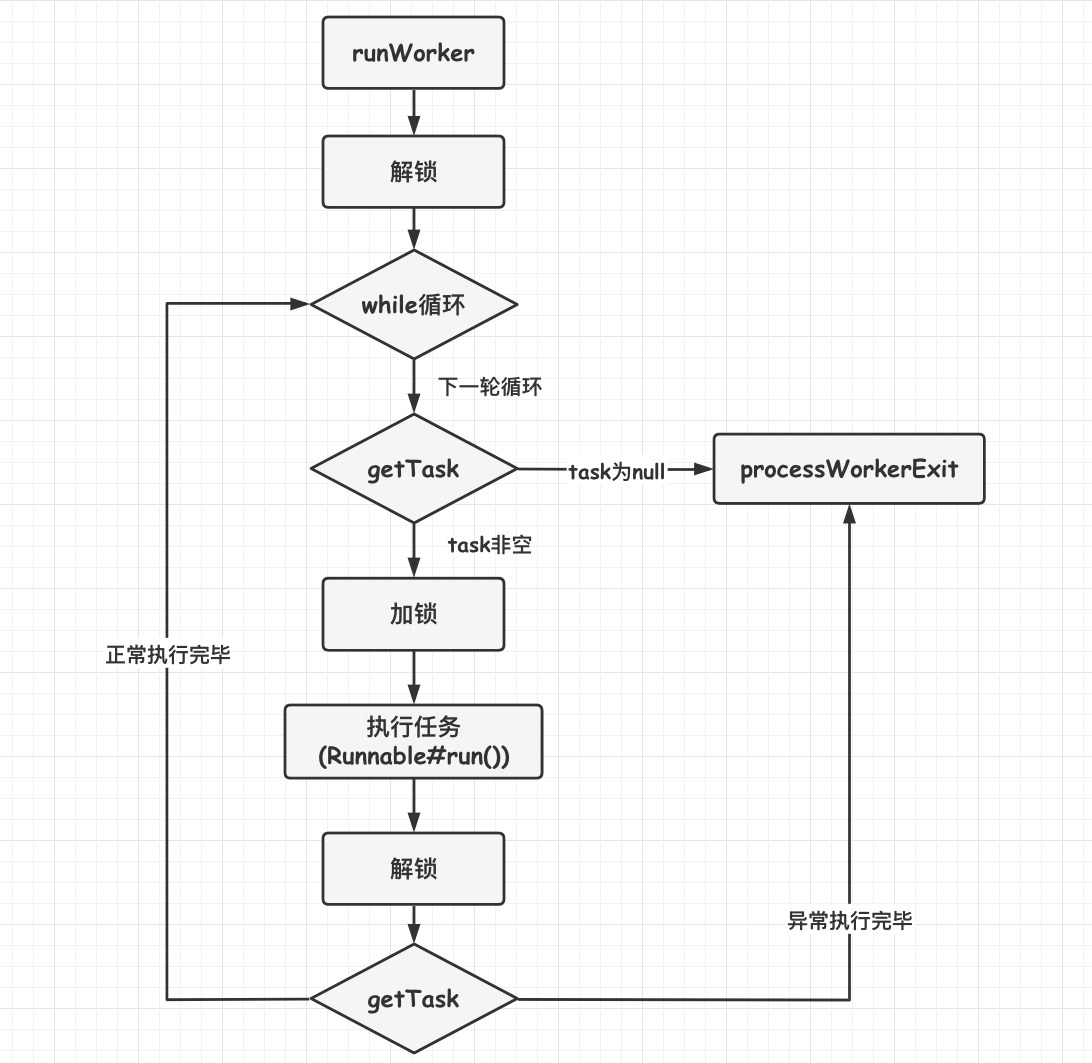 runWorker
解锁
while循环
下一轮循环
getTask
task为null
processWorkerExit
task非空
加锁
正常执行完毕
执行任务
(Runnable#run())
解锁
异常执行完毕
getTask